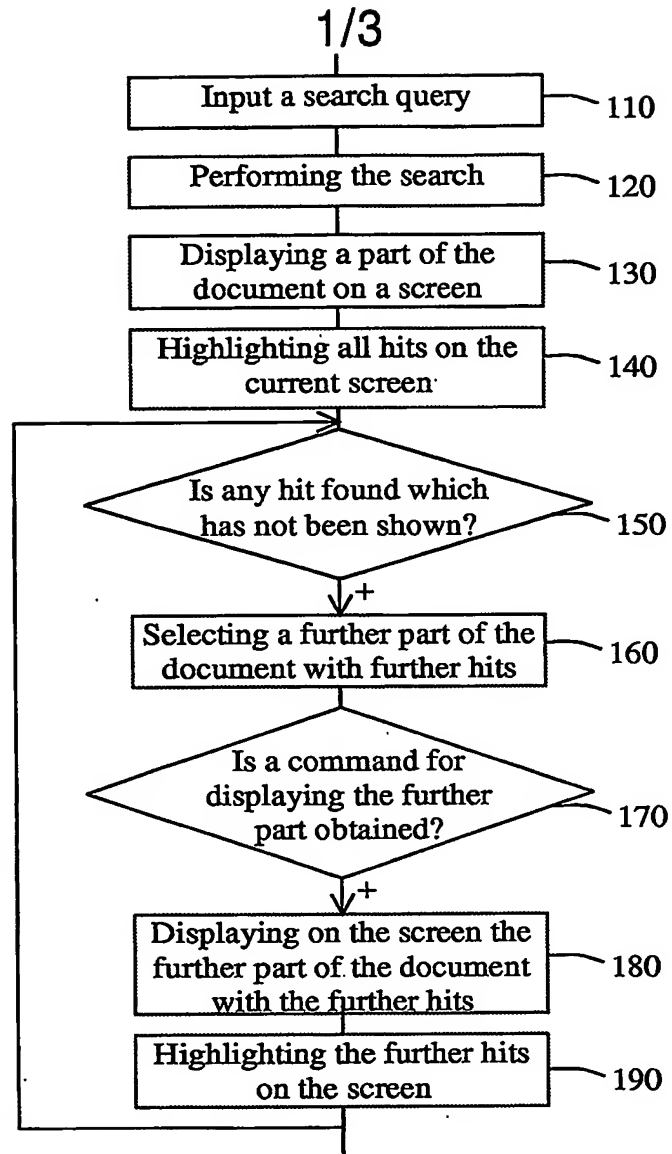 1/3
Input a search query
110
Performing the search
120
Displaying a part of the
document on a screen
130
Highlighting all hits on the
current screen
140
Is any hit found which
has not been shown?
150
+
Selecting a further part of the
document with further hits
160
Is a command for
displaying the further
part obtained?
170
+
Displaying on the screen the
further part of the document
with the further hits
180
Highlighting the further hits
on the screen
190